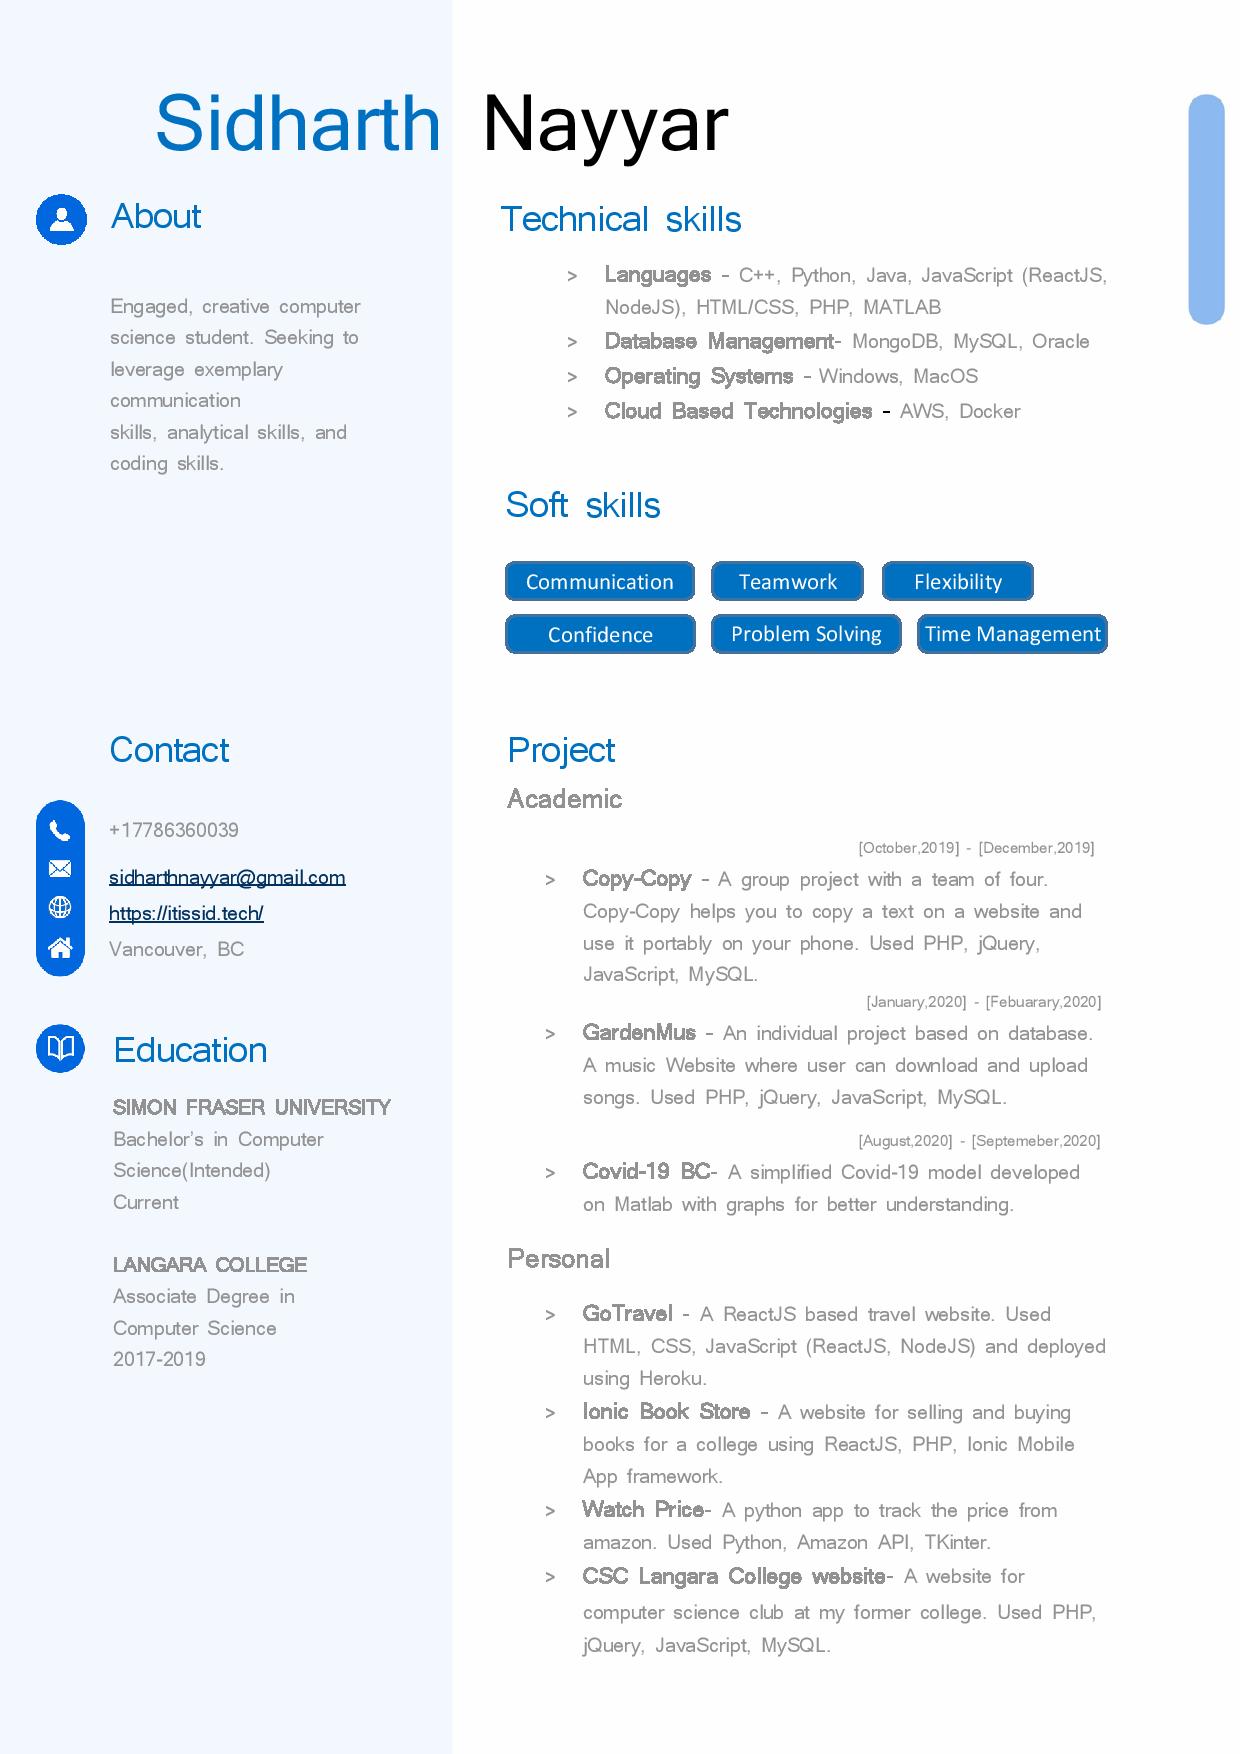 Sidharth Nayyar
About
Engaged, creative computer
science student. Seeking to
leverage exemplary
communication
skills, analytical skills, and
coding skills.
Contact
+17786360039
sidharthnayyar@gmail.com
https://itissid.tech/
Vancouver, BC
Education
SIMON FRASER UNIVERSITY
Bachelor's in Computer
Science(Intended)
Current
LANGARA COLLEGE
Associate Degree in
Computer Science
2017-2019
Technical skills
> Languages - C++, Python, Java, JavaScript (ReactJS,
NodeJS), HTML/CSS, PHP, MATLAB
> Database Management- MongoDB, MySQL, Oracle
> Operating Systems - Windows, MacOS
> Cloud Based Technologies - AWS, Docker
Soft skills
Communication Teamwork Flexibility
Confidence Problem Solving Time Management
Project
Academic
[October,2019] - [December,2019]
> Copy-Copy - A group project with a team of four.
Copy-Copy helps you to copy a text on a website and
use it portably on your phone. Used PHP, jQuery,
JavaScript, MySQL.
[January,2020] - [Febuarary,2020]
> GardenMus - An individual project based on database.
A music Website where user can download and upload
songs. Used PHP, jQuery, JavaScript, MySQL.
[August,2020] - [Septemeber,2020]
> Covid-19 BC- A simplified Covid-19 model developed
on Matlab with graphs for better understanding.
Personal
> GoTravel - A ReactJS based travel website. Used
HTML, CSS, JavaScript (ReactJS, NodeJS) and deployed
using Heroku.
> Ionic Book Store - A website for selling and buying
books for a college using ReactJS, PHP, Ionic Mobile
App framework.
> Watch Price- A python app to track the price from
amazon. Used Python, Amazon API, TKinter.
> CSC Langara College website- A website for
computer science club at my former college. Used PHP,
jQuery, JavaScript, MySQL.